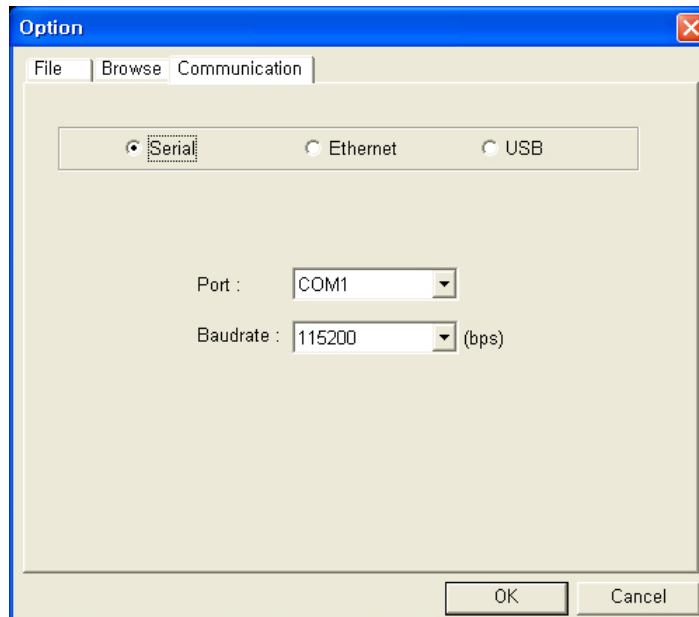 Option
File Browse Communication
Serial Ethernet USB
Port : COM1
Baudrate : 115200 (bps)
OK Cancel